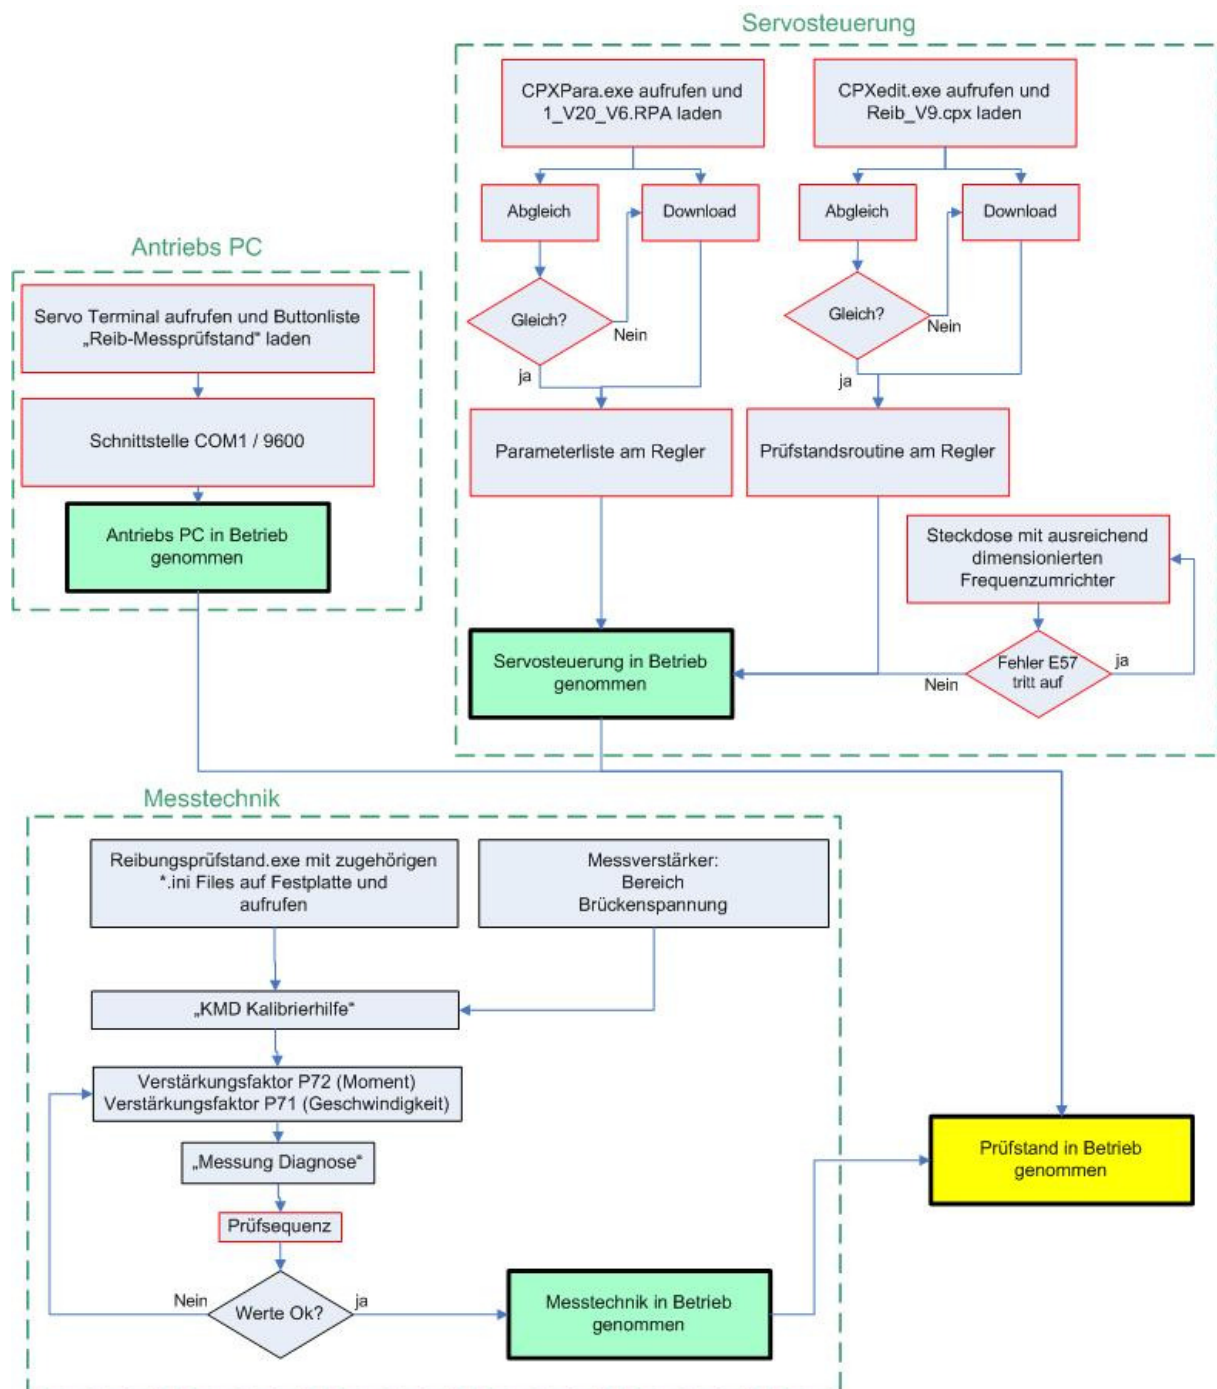 Servosteuerung
CPXPara.exe aufrufen und
1_V20_V6.RPA laden
CPXedit.exe aufrufen und
Reib_V9.cpx laden
Abgleich
Download
Abgleich
Download
Gleich?
Nein
ja
Gleich?
Nein
ja
Parameterliste am Regler
Prüfstandsroutine am Regler
Steckdose mit ausreichend
dimensionierten
Frequenzumrichter
Fehler E57
tritt auf
ja
Nein
Servosteuerung in Betrieb
genommen
Antriebs PC
Servo Terminal aufrufen und Buttonliste
„Reib-Messprüfstand“ laden
Schnittstelle COM1 / 9600
Antriebs PC in Betrieb
genommen
Messtechnik
Reibungsprüfstand.exe mit zugehörigen
*.ini Files auf Festplatte und
aufrufen
Messverstärker:
Bereich
Brückenspannung
„KMD Kalibrierhilfe“
Verstärkungsfaktor P72 (Moment)
Verstärkungsfaktor P71 (Geschwindigkeit)
„Messung Diagnose“
Prüfsequenz
Werte Ok?
Nein
ja
Messtechnik in Betrieb
genommen
Prüfstand in Betrieb
genommen